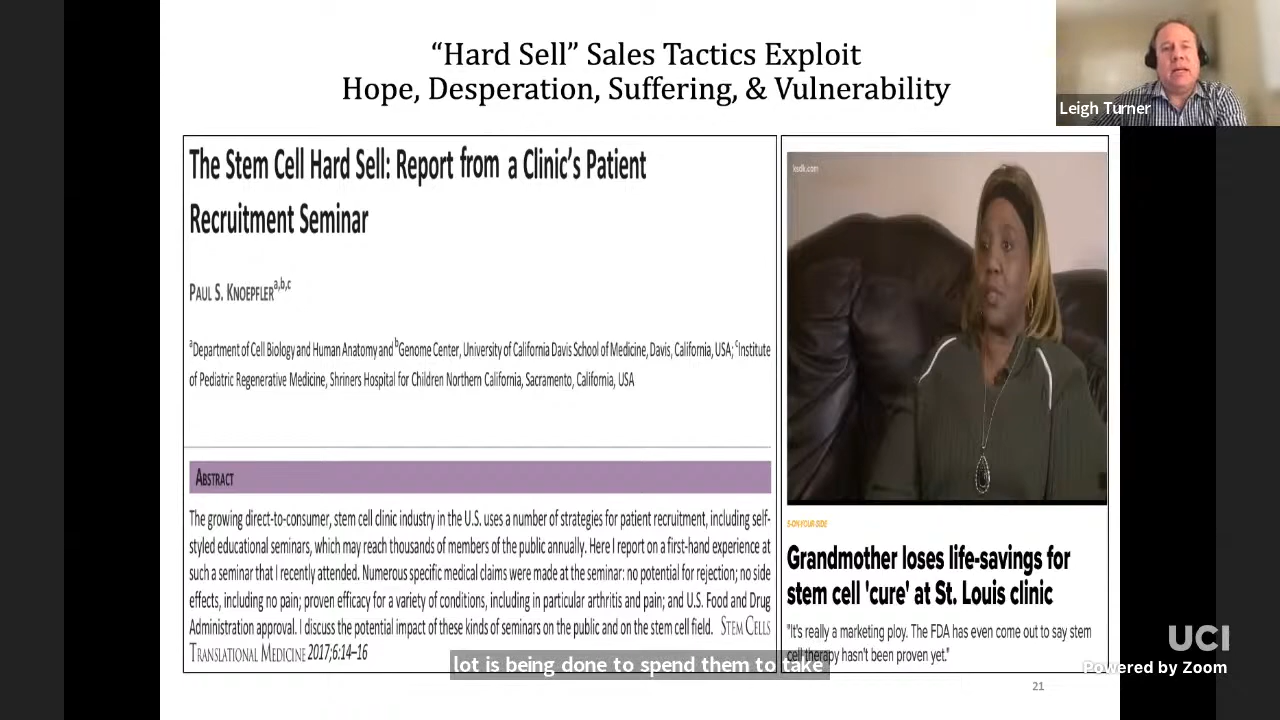 “Hard Sell” Sales Tactics Exploit
Hope, Desperation, Suffering, & Vulnerability
Leigh Turner
The Stem Cell Hard Sell: Report from a Clinic’s Patient
Recruitment Seminar
PAUL S. KNOEPFLERa,b,c
aDepartment of Cell Biology and Human Anatomy and bGenome Center, University of California Davis School of Medicine, Davis, California, USA; cInstitute
of Pediatric Regenerative Medicine, Shriners Hospital for Children Northern California, Sacramento, California, USA
ABSTRACT
The growing direct-to-consumer, stem cell clinic industry in the U.S. uses a number of strategies for patient recruitment, including self-
styled educational seminars, which may reach thousands of members of the public annually. Here I report on a first-hand experience at
such a seminar that I recently attended. Numerous specific medical claims were made at the seminar: no potential for rejection; no side
effects, including no pain; proven efficacy for a variety of conditions, including in particular arthritis and pain; and U.S. Food and Drug
Administration approval. I discuss the potential impact of these kinds of seminars on the public and on the stem cell field. STEM CELLS
TRANSLATIONAL MEDICINE 2017;6:14–16
ksdk.com
5-ON-YOUR-SIDE
Grandmother loses life-savings for
stem cell 'cure' at St. Louis clinic
"It's really a marketing ploy. The FDA has even come out to say stem
cell therapy hasn't been proven yet."
lot is being done to spend them to take
UCI
Powered by Zoom
21